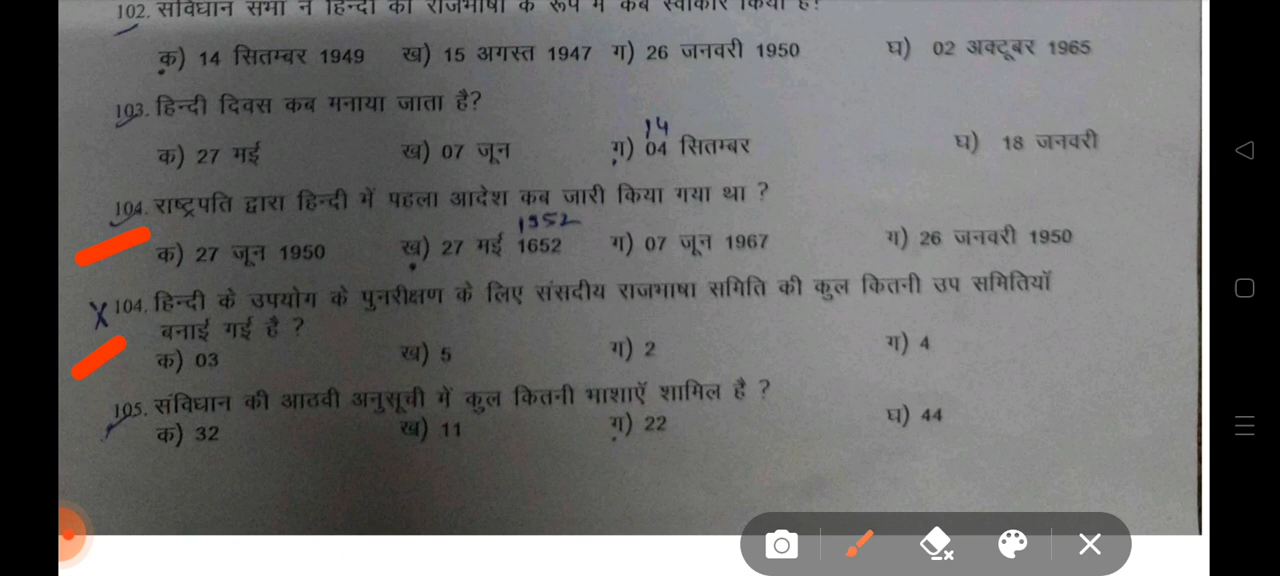 102. संविधान सभा ने हिन्दी को राजभाषा के रूप में कब स्वीकार किया है?
क) 14 सितम्बर 1949 ख) 15 अगस्त 1947 ग) 26 जनवरी 1950 घ) 02 अक्टूबर 1965
103. हिन्दी दिवस कब मनाया जाता है?
14
क) 27 मई ख) 07 जून ग) 04 सितम्बर घ) 18 जनवरी
104. राष्ट्रपति द्वारा हिन्दी में पहला आदेश कब जारी किया गया था ?
1952
क) 27 जून 1950 ख) 27 मई 1652 ग) 07 जून 1967 ग) 26 जनवरी 1950
X 104. हिन्दी के उपयोग के पुनरीक्षण के लिए संसदीय राजभाषा समिति की कुल कितनी उप समितियॉ
बनाई गई है ?
क) 03 ख) 5 ग) 2 ग) 4
105. संविधान की आठवी अनुसूची में कुल कितनी भाशाऍ शामिल है ?
क) 32 ख) 11 ग) 22 घ) 44